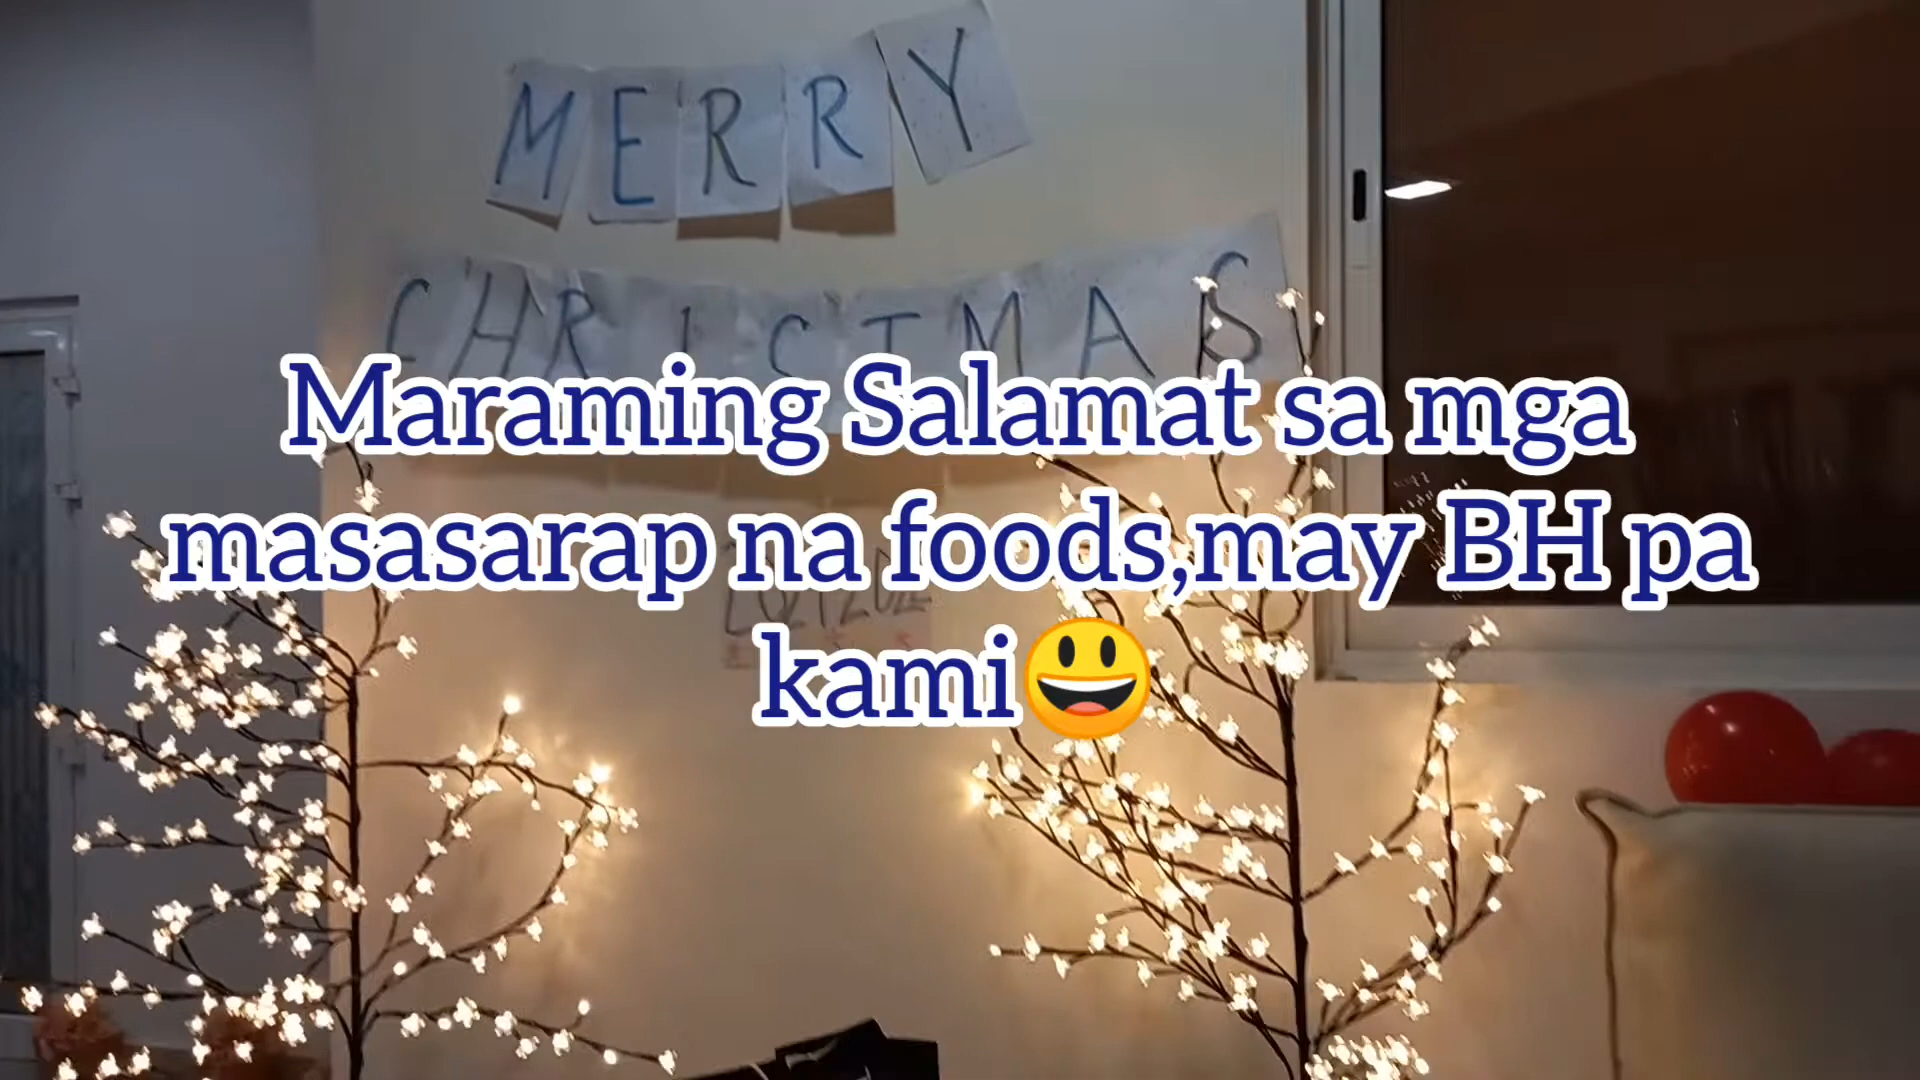 MERRY
CHRISTMAS
Maraming Salamat sa mga
masasarap na foods,may BH pa
kami😃